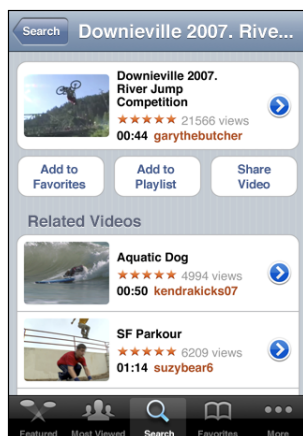 Search
Downieville 2007. Rive...
Downieville 2007.
River Jump
Competition
21566 views
00:44 garythebutcher
Add to
Favorites
Add to
Playlist
Share
Video
Related Videos
Aquatic Dog
4994 views
00:50 kendrakicks07
SF Parkour
6209 views
01:14 suzybear6
Featured
Most Viewed
Search
Favorites
More